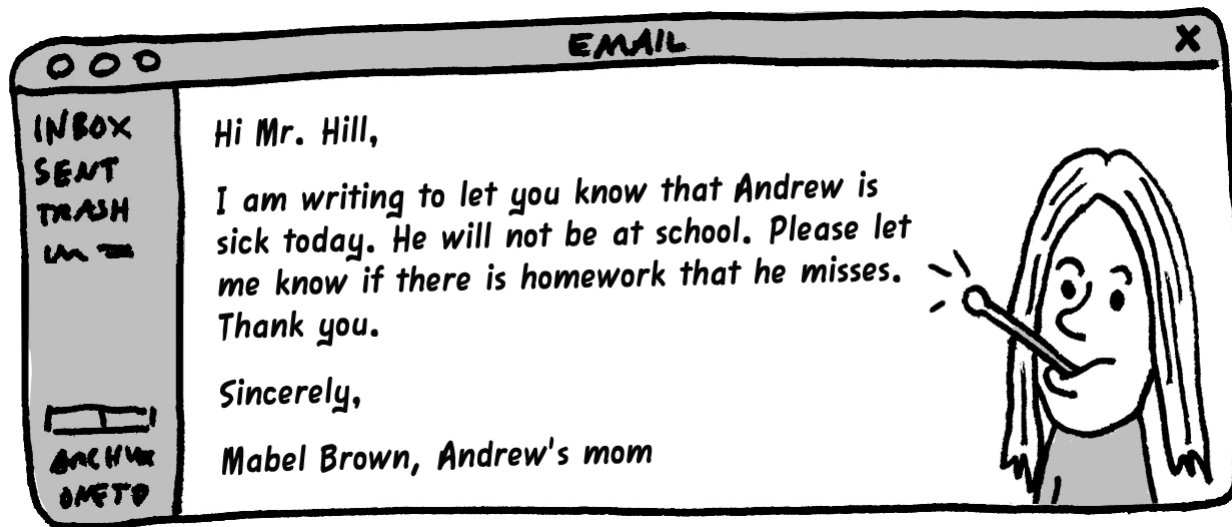 EMAIL
X
INBOX
SENT
TRASH
Hi Mr. Hill,
I am writing to let you know that Andrew is
sick today. He will not be at school. Please let
me know if there is homework that he misses.
Thank you.
Sincerely,
Mabel Brown, Andrew's mom